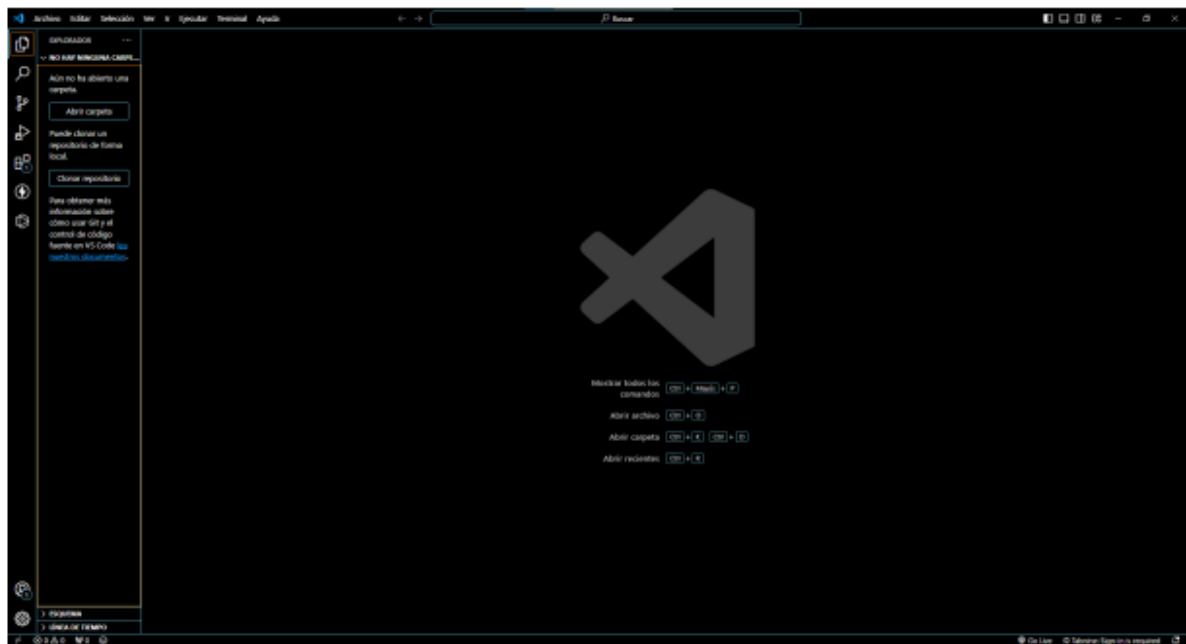 Archivo Editar Selección Ver Ir Ejecutar Terminal Ayuda
Buscar
EXPLORADOR
NO HAY NINGUNA CARPE...
Aún no ha abierto una
carpeta.
Abrir carpeta
Puede clonar un
repositorio de forma
local.
Clonar repositorio
Para obtener más
información sobre
cómo usar Git y el
control de código
fuente en VS Code lea
nuestros documentos.
Mostrar todos los
comandos Ctrl + Mayús + P
Abrir archivo Ctrl + O
Abrir carpeta Ctrl + K Ctrl + O
Abrir recientes Ctrl + R
ESQUEMA
LÍNEA DE TIEMPO
0 0 0 Go Live Tabnine: Sign in is required